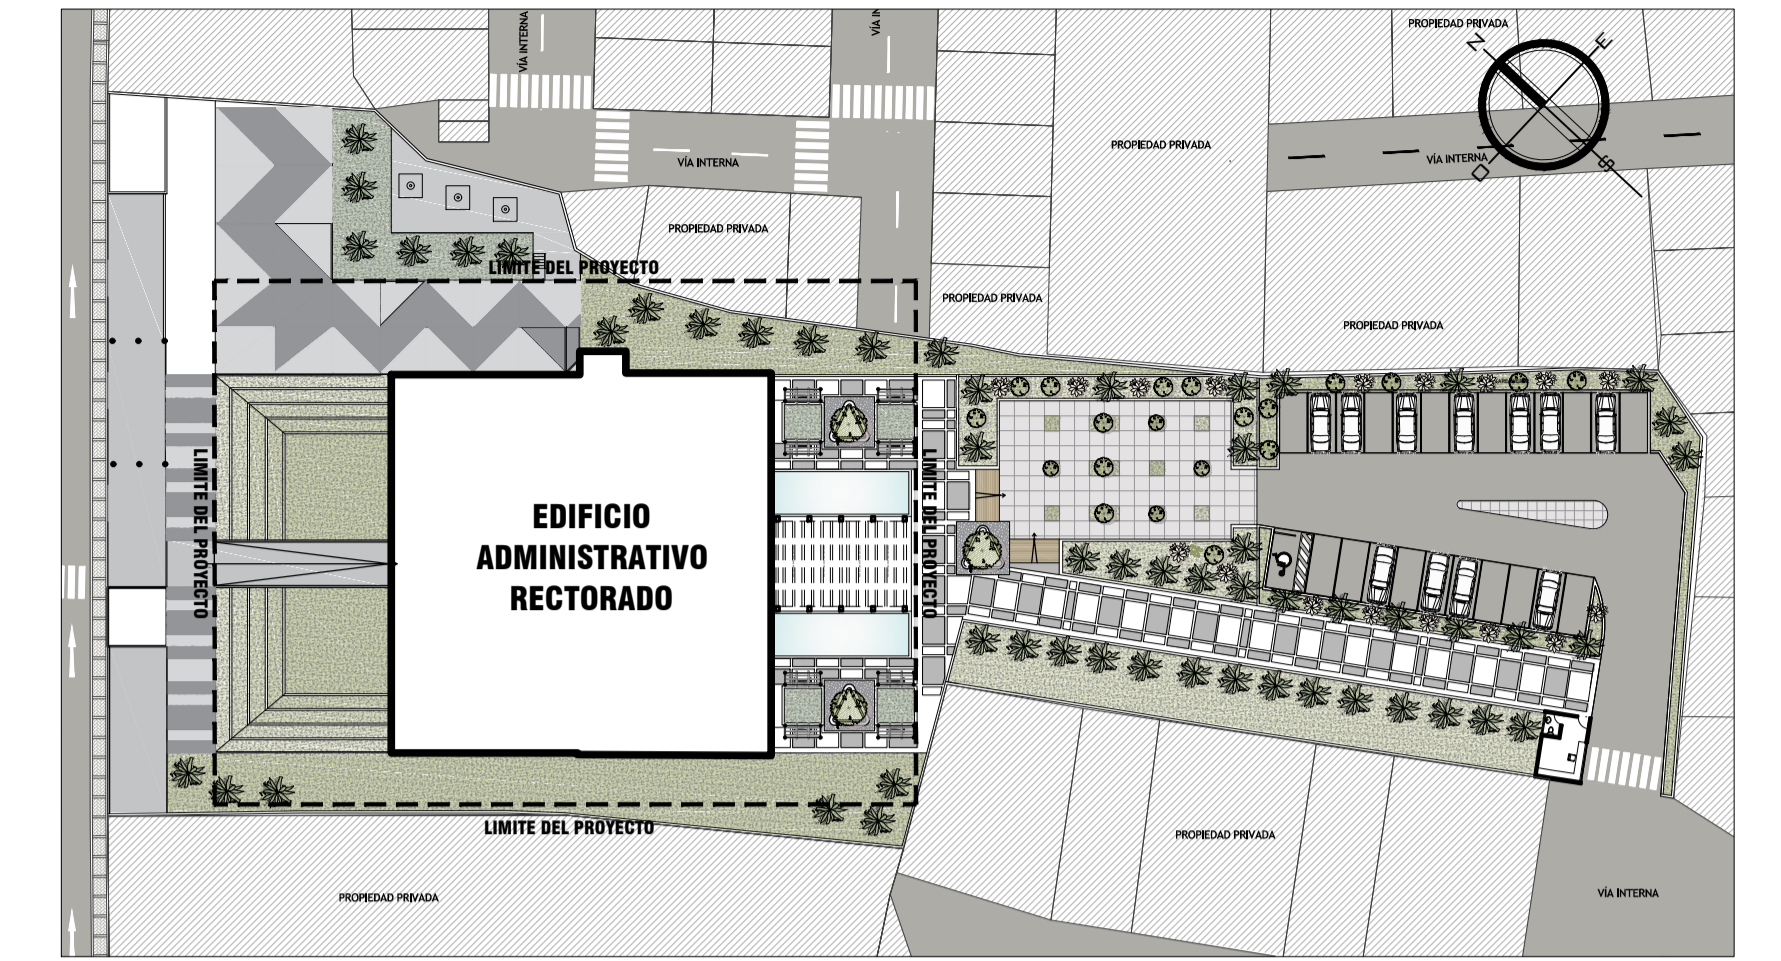 VÍA INTERNA
VÍA IN
PROPIEDAD PRIVADA
N
E
O
S
PROPIEDAD PRIVADA
VÍA INTERNA
VÍA INTERNA
PROPIEDAD PRIVADA
LIMITE DEL PROYECTO
PROPIEDAD PRIVADA
PROPIEDAD PRIVADA
LIMITE DEL PROYECTO
LIMITE DEL PROYECTO
EDIFICIO
ADMINISTRATIVO
RECTORADO
LIMITE DEL PROYECTO
PROPIEDAD PRIVADA
PROPIEDAD PRIVADA
VÍA INTERNA